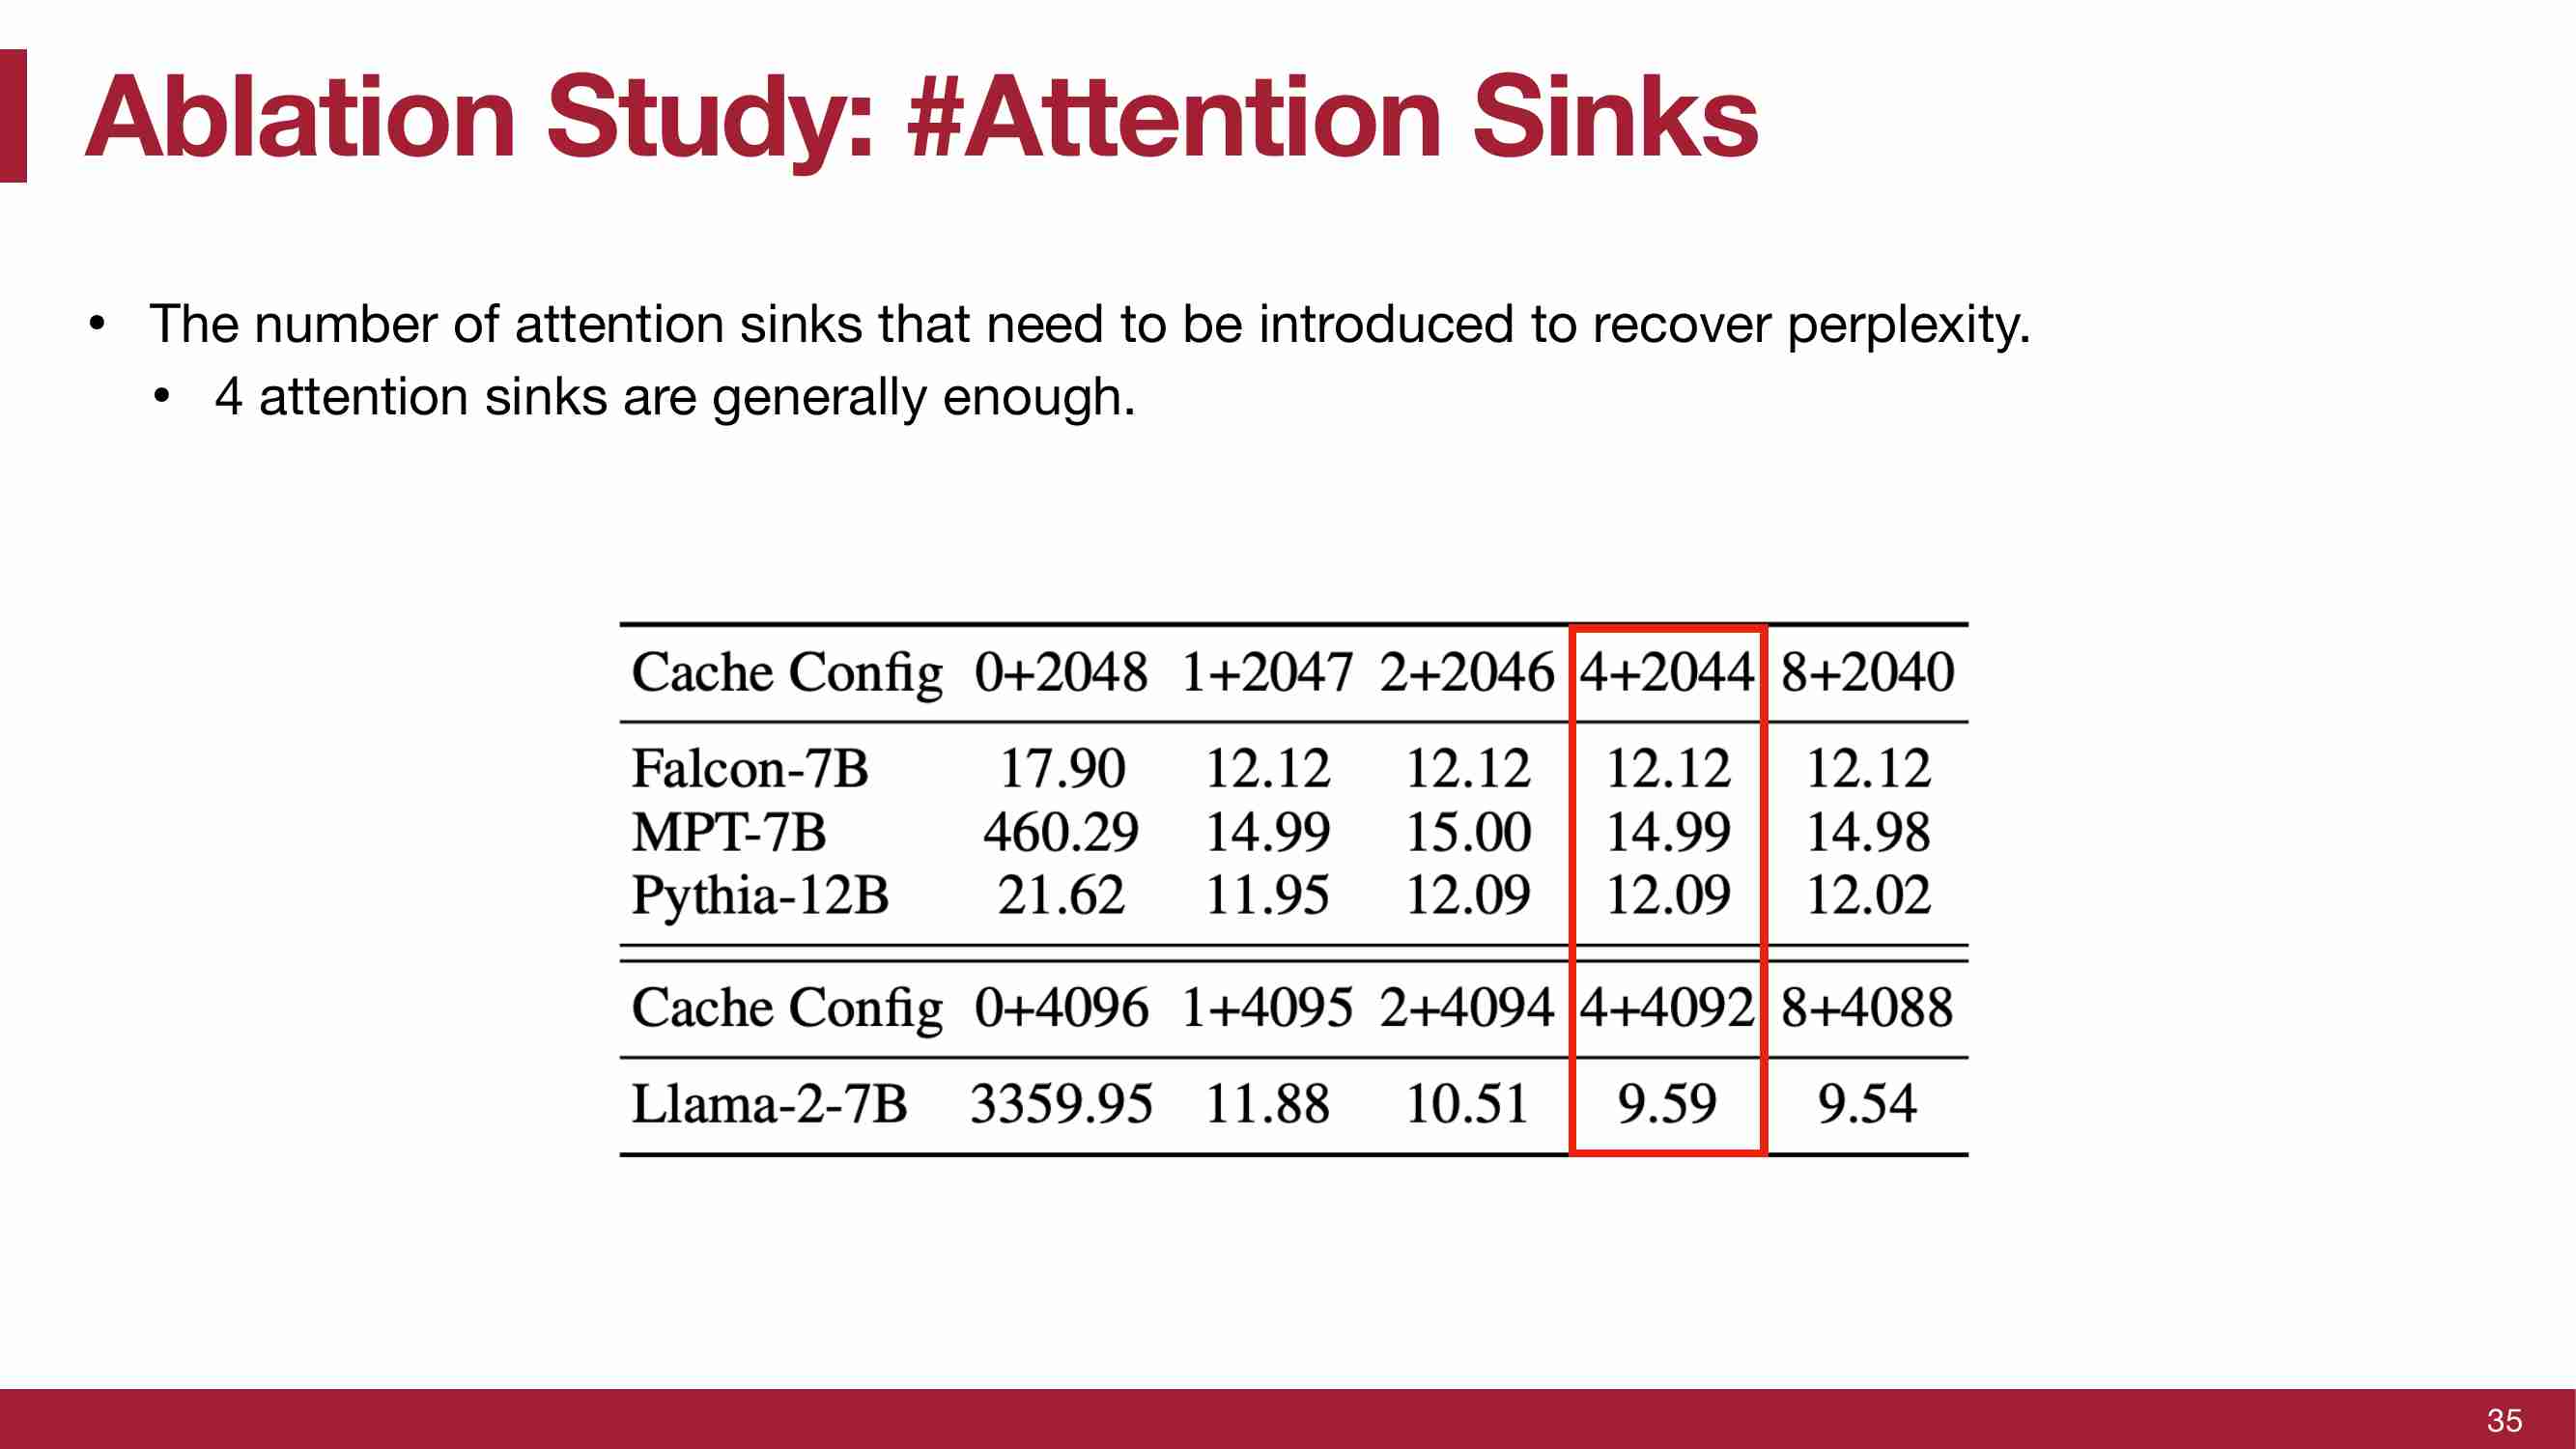 Ablation Study: #Attention Sinks
• The number of attention sinks that need to be introduced to recover perplexity.
• 4 attention sinks are generally enough.
Cache Config 0+2048 1+2047 2+2046 4+2044 8+2040
Falcon-7B 17.90 12.12 12.12 12.12 12.12
MPT-7B 460.29 14.99 15.00 14.99 14.98
Pythia-12B 21.62 11.95 12.09 12.09 12.02
Cache Config 0+4096 1+4095 2+4094 4+4092 8+4088
Llama-2-7B 3359.95 11.88 10.51 9.59 9.54
35